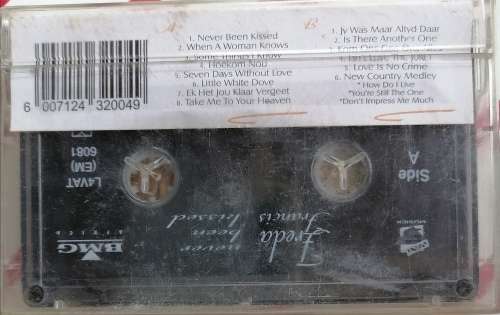 1. Never Been Kissed
2. When A Woman Knows
3. Some Things I Know
4. Hoekom Nou
5. Seven Days Without Love
6. Little White Dove
7. Ek Het Jou Klaar Vergeet
8. Take Me To Your Heaven
6 007124 320049
1. Jy Was Maar Altyd Daar
2. Is There Another One
3. Kom Ons
5. Love Is No Crime
6. New Country Medley
* How Do I Live
*You're Still The One
*Don't Impress Me Much
Side
A
L4VAT
(EM)
6081
BMG
AFRICA
never
been
kissed
Freda
Francis